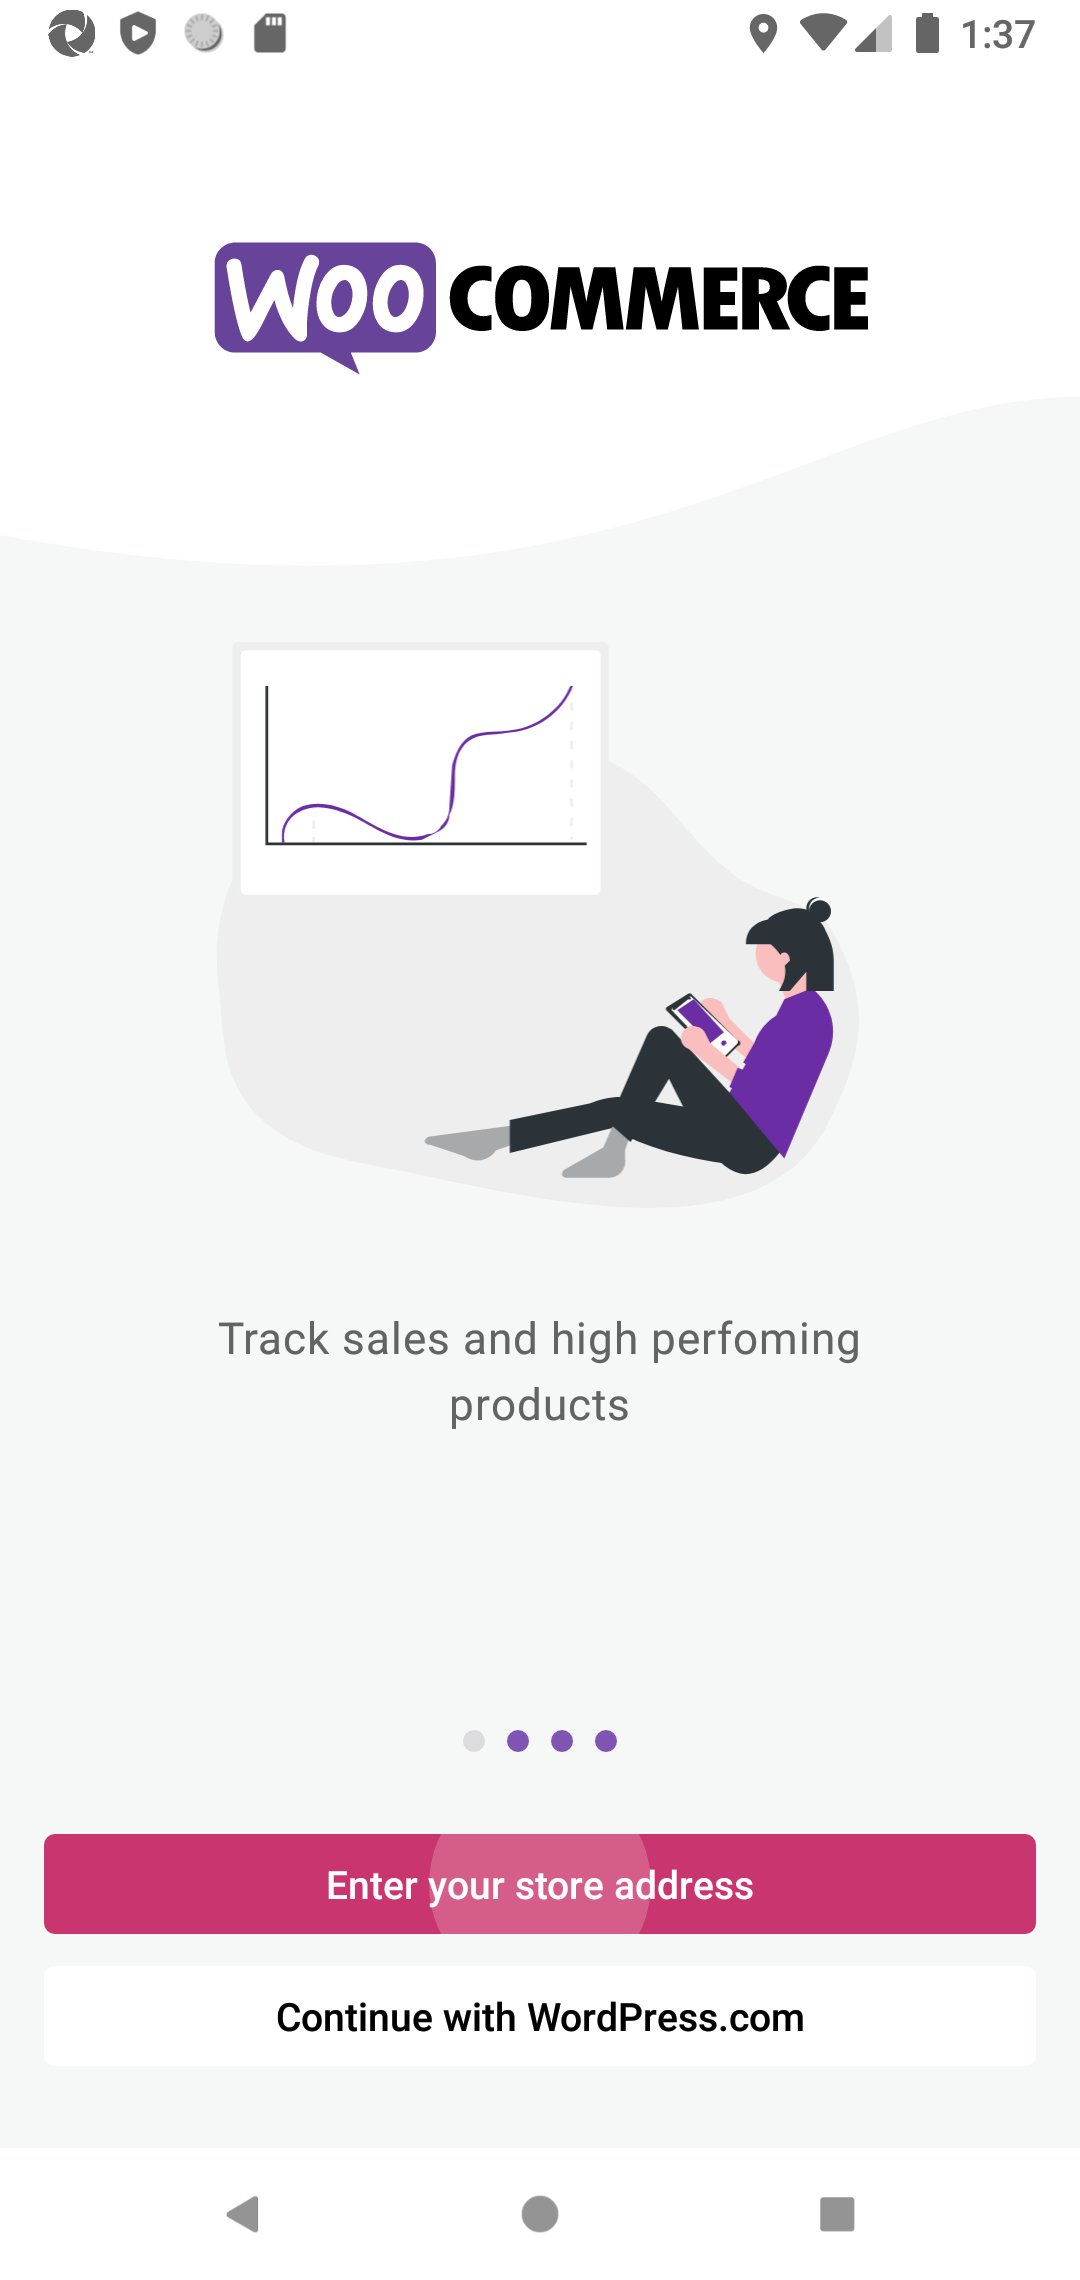 1:37
WOO COMMERCE
Track sales and high perfoming
products
Enter your store address
Continue with WordPress.com